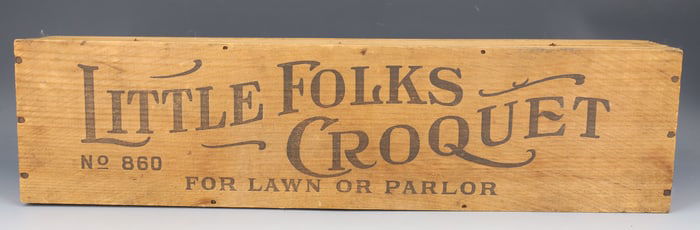 LITTLE FOLKS
CROQUET
No 860
FOR LAWN OR PARLOR